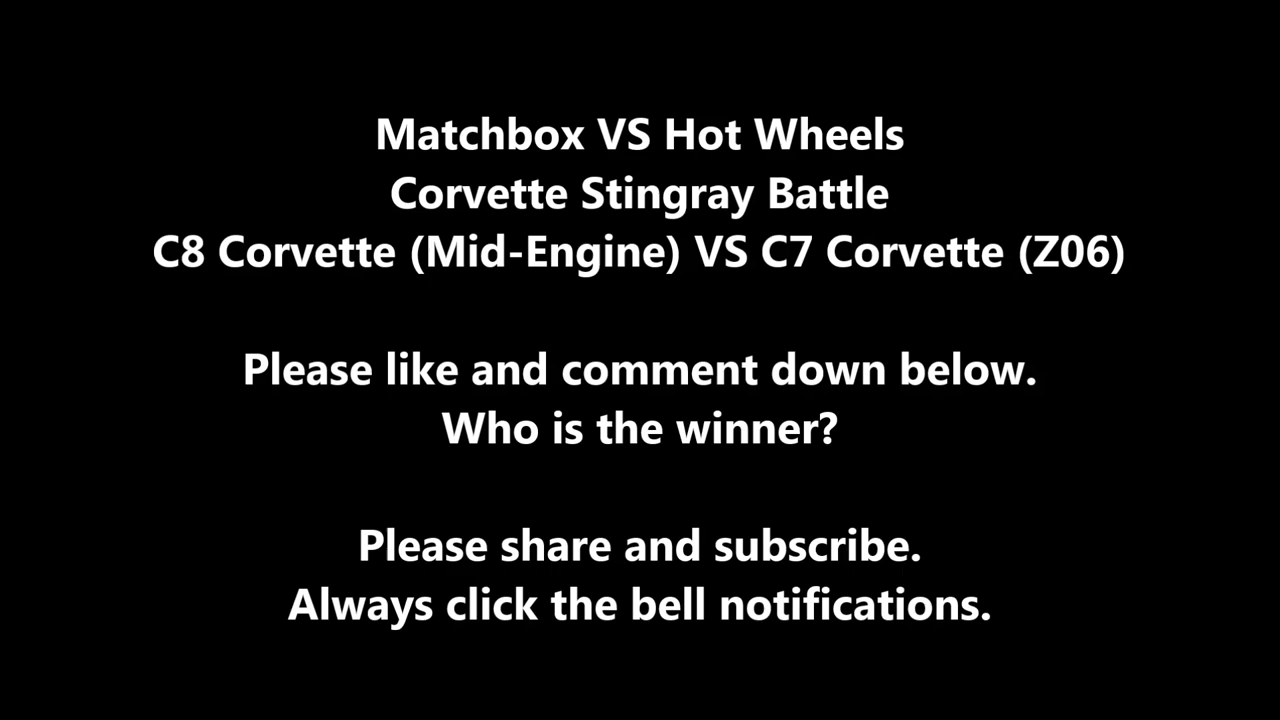 Matchbox VS Hot Wheels
Corvette Stingray Battle
C8 Corvette (Mid-Engine) VS C7 Corvette (Z06)
Please like and comment down below.
Who is the winner?
Please share and subscribe.
Always click the bell notifications.